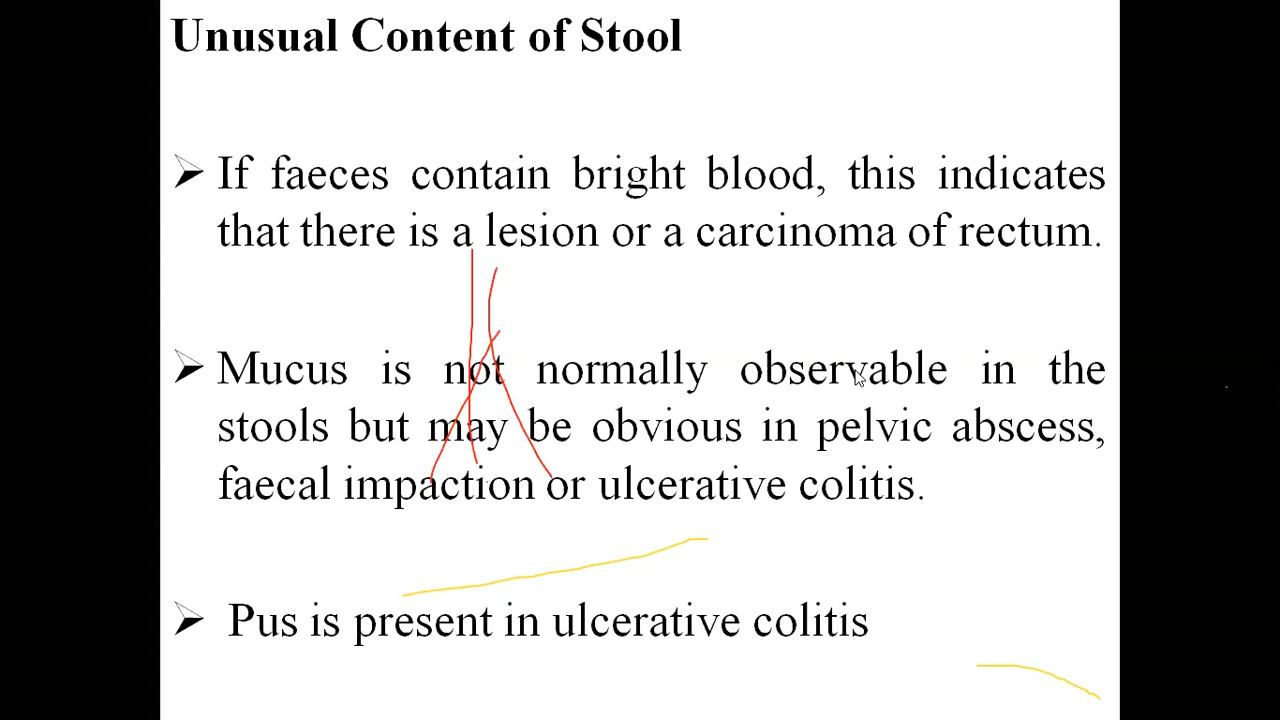 Unusual Content of Stool
➢ If faeces contain bright blood, this indicates
that there is a lesion or a carcinoma of rectum.
➢ Mucus is not normally observable in the
stools but may be obvious in pelvic abscess,
faecal impaction or ulcerative colitis.
➢ Pus is present in ulcerative colitis